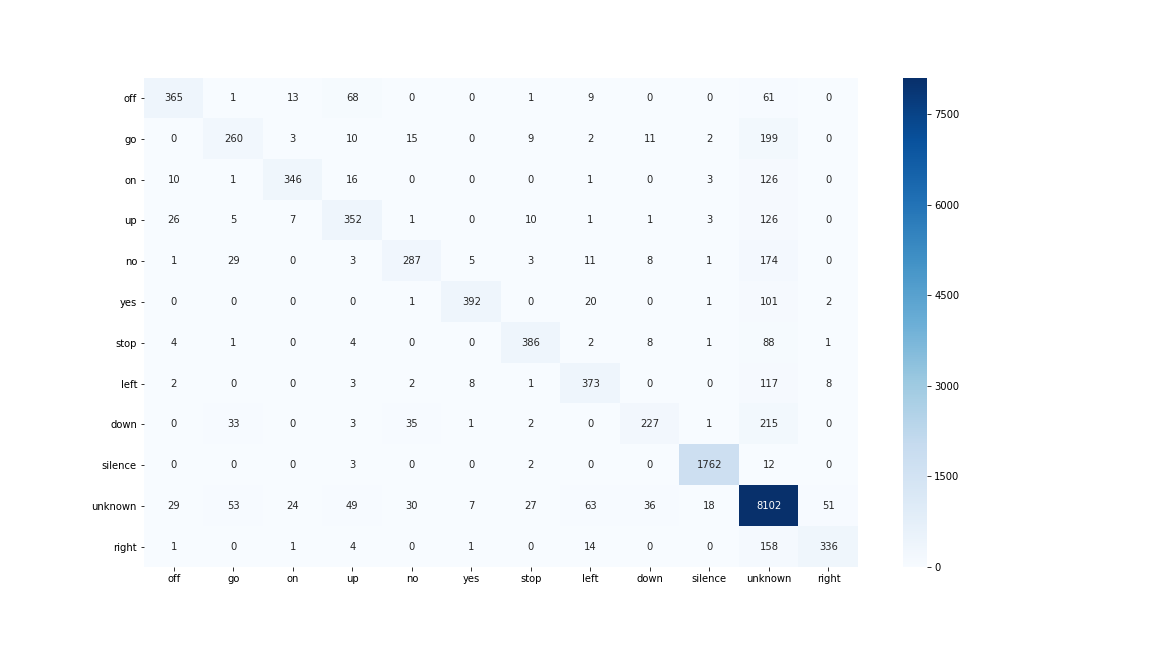 off 365 1 13 68 0 0 1 9 0 0 61 0
7500
go 0 260 3 10 15 0 9 2 11 2 199 0
on 10 1 346 16 0 0 0 1 0 3 126 0
6000
up 26 5 7 352 1 0 10 1 1 3 126 0
no 1 29 0 3 287 5 3 11 8 1 174 0
4500
yes 0 0 0 0 1 392 0 20 0 1 101 2
stop 4 1 0 4 0 0 386 2 8 1 88 1
left 2 0 0 3 2 8 1 373 0 0 117 8
3000
down 0 33 0 3 35 1 2 0 227 1 215 0
silence 0 0 0 3 0 0 2 0 0 1762 12 0
1500
unknown 29 53 24 49 30 7 27 63 36 18 8102 51
right 1 0 1 4 0 1 0 14 0 0 158 336
0
off go on up no yes stop left down silence unknown right